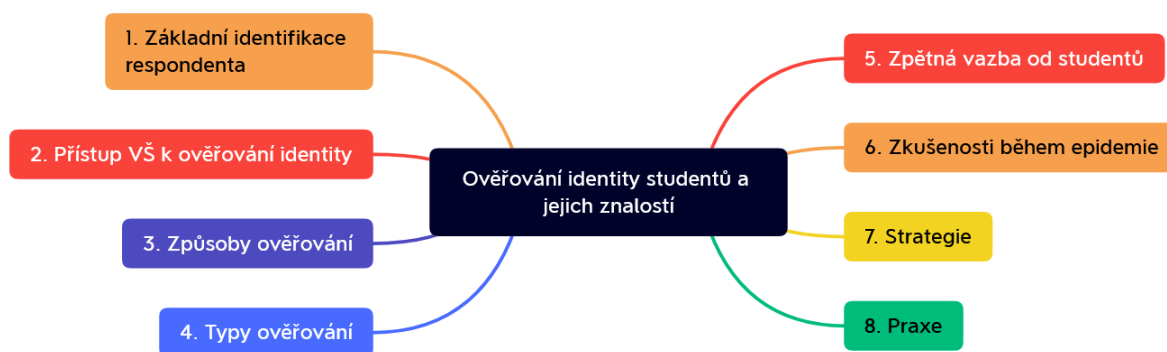 1. Základní identifikace
respondenta
2. Přístup VŠ k ověřování identity
3. Způsoby ověřování
4. Typy ověřování
Ověřování identity studentů a
jejich znalostí
5. Zpětná vazba od studentů
6. Zkušenosti během epidemie
7. Strategie
8. Praxe